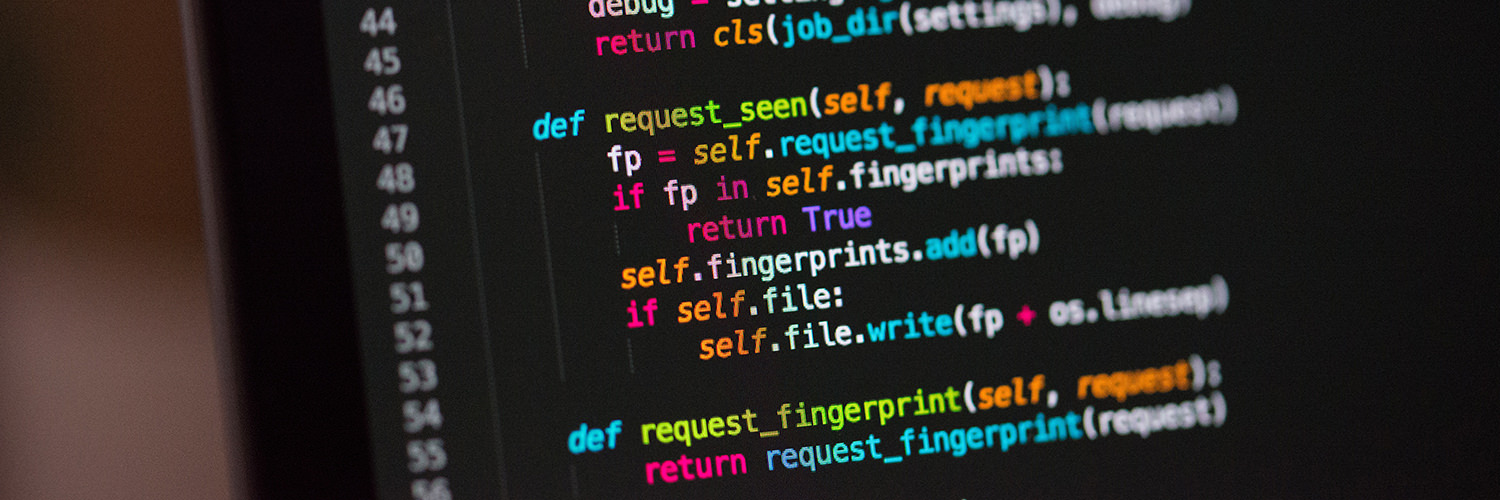 44 debug =
45 return cls(job_dir(settings), debug)
46
47 def request_seen(self, request):
48 fp = self.request_fingerprint(request)
49 if fp in self.fingerprints:
50 return True
51 self.fingerprints.add(fp)
52 if self.file:
53 self.file.write(fp + os.linesep)
54
55 def request_fingerprint(self, request):
56 return request_fingerprint(request)